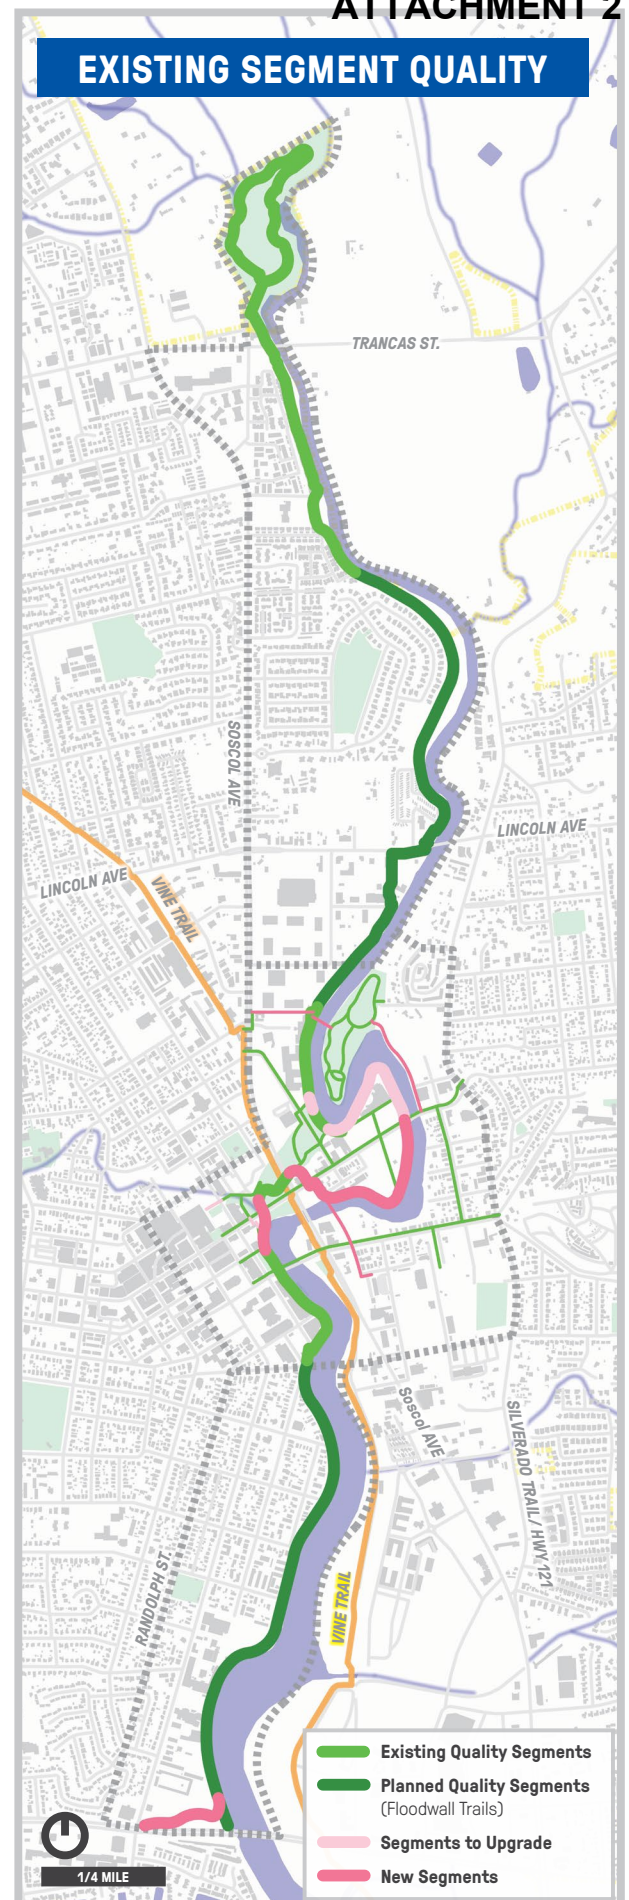 ATTACHMENT 2
EXISTING SEGMENT QUALITY
TRANCAS ST.
SOSCOL AVE
LINCOLN AVE
LINCOLN AVE
VINE TRAIL
Soscol AVE
SILVERADO TRAIL/ HWY 121
RANDOLPH ST.
VINE TRAIL
Existing Quality Segments
Planned Quality Segments
(Floodwall Trails)
Segments to Upgrade
New Segments
1/4 MILE